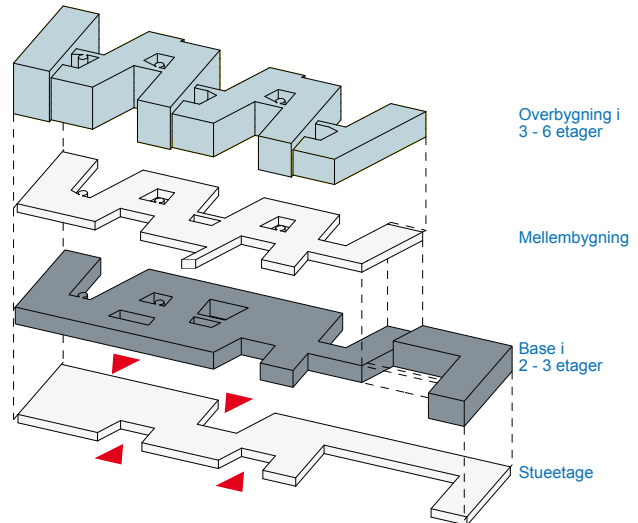 Overbygning i
3 - 6 etager
Mellembygning
Base i
2 - 3 etager
Stueetage